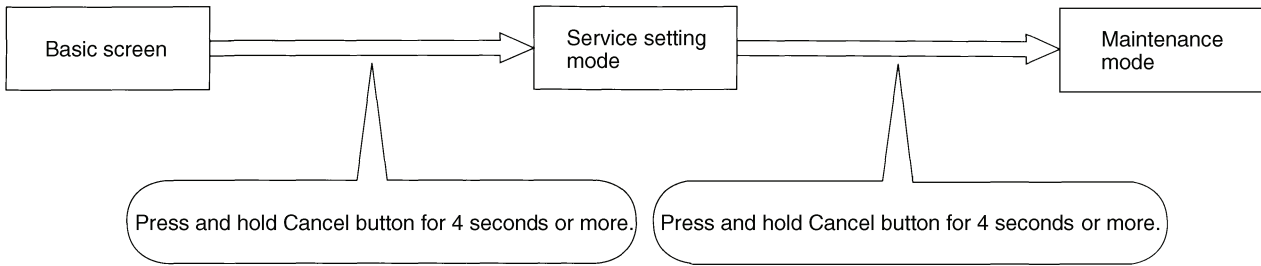 Basic screen
Service setting
mode
Maintenance
mode
Press and hold Cancel button for 4 seconds or more.
Press and hold Cancel button for 4 seconds or more.